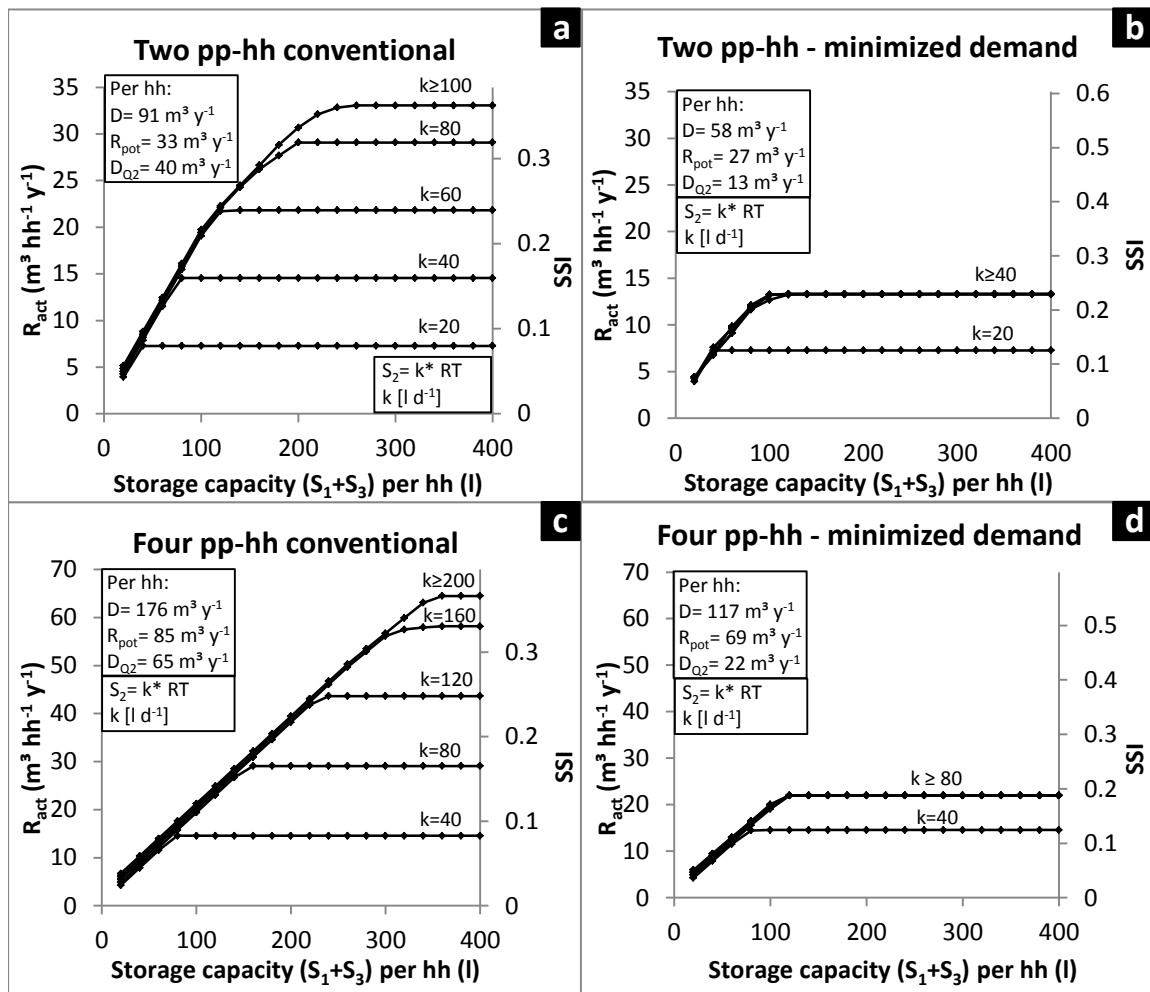 a
Two pp-hh conventional
Per hh:
D= 91 m³ y⁻¹
R_pot= 33 m³ y⁻¹
D_Q2= 40 m³ y⁻¹
k≥100
k=80
k=60
k=40
k=20
S₂= k* RT
k [l d⁻¹]
35
30
25
20
15
10
5
0
R_act (m³ hh⁻¹ y⁻¹)
0.3
0.2
0.1
0
SSI
0 100 200 300 400
Storage capacity (S₁+S₃) per hh (l)
b
Two pp-hh - minimized demand
Per hh:
D= 58 m³ y⁻¹
R_pot= 27 m³ y⁻¹
D_Q2= 13 m³ y⁻¹
S₂= k* RT
k [l d⁻¹]
k≥40
k=20
35
30
25
20
15
10
5
0
R_act (m³ hh⁻¹ y⁻¹)
0.6
0.5
0.4
0.3
0.2
0.1
0
SSI
0 100 200 300 400
Storage capacity (S₁+S₃) per hh (l)
c
Four pp-hh conventional
Per hh:
D= 176 m³ y⁻¹
R_pot= 85 m³ y⁻¹
D_Q2= 65 m³ y⁻¹
S₂= k* RT
k [l d⁻¹]
k≥200
k=160
k=120
k=80
k=40
70
60
50
40
30
20
10
0
R_act (m³ hh⁻¹ y⁻¹)
0.3
0.2
0.1
0
SSI
0 100 200 300 400
Storage capacity (S₁+S₃) per hh (l)
d
Four pp-hh - minimized demand
Per hh:
D= 117 m³ y⁻¹
R_pot= 69 m³ y⁻¹
D_Q2= 22 m³ y⁻¹
S₂= k* RT
k [l d⁻¹]
k ≥ 80
k=40
70
60
50
40
30
20
10
0
R_act (m³ hh⁻¹ y⁻¹)
0.5
0.4
0.3
0.2
0.1
0
SSI
0 100 200 300 400
Storage capacity (S₁+S₃) per hh (l)